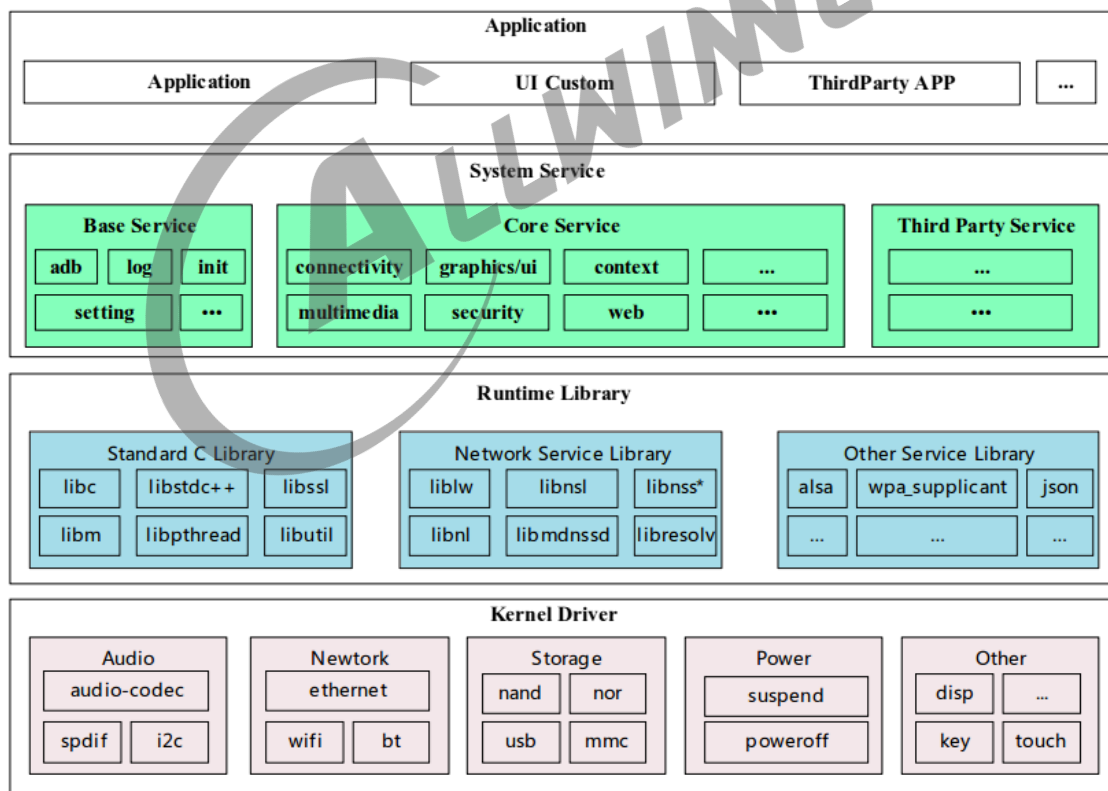 Application
Application UI Custom ThirdParty APP ...
ALLWINNE
System Service
Base Service Core Service Third Party Service
adb log init connectivity graphics/ui context ... ...
setting ... multimedia security web ... ...
Runtime Library
Standard C Library Network Service Library Other Service Library
libc libstdc++ libssl liblw libnsl libnss* alsa wpa_supplicant json
libm libpthread libutil libnl libmdnssd libresolv ... ... ...
Kernel Driver
Audio Newtork Storage Power Other
audio-codec ethernet nand nor suspend disp ...
spdif i2c wifi bt usb mmc poweroff key touch